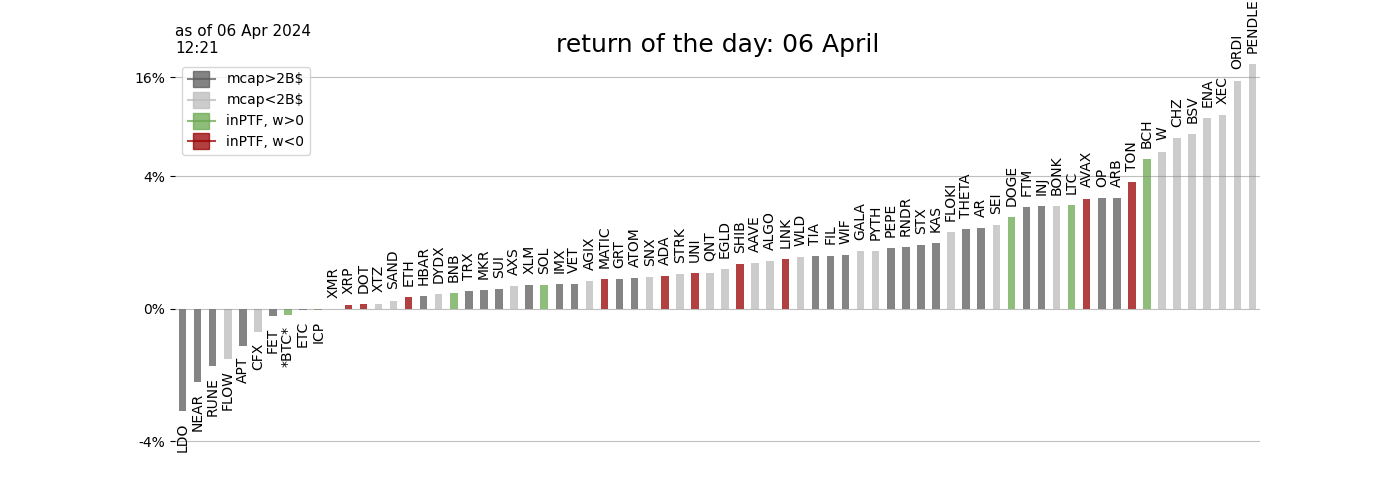 as of 06 Apr 2024
12:21
return of the day: 06 April
16%
4%
0%
-4%
mcap>2B$
mcap<2B$
inPTF, w>0
inPTF, w<0
LDO
NEAR
RUNE
FLOW
APT
CFX
FET
*BTC*
ETC
ICP
XMR
XRP
DOT
XTZ
SAND
ETH
HBAR
DYDX
BNB
TRX
MKR
SUI
AXS
XLM
SOL
IMX
VET
AGIX
MATIC
GRT
ATOM
SNX
ADA
STRK
UNI
QNT
EGLD
SHIB
AAVE
ALGO
LINK
WLD
TIA
FIL
WIF
GALA
PYTH
PEPE
RNDR
STX
KAS
FLOKI
THETA
AR
SEI
DOGE
FTM
INJ
BONK
LTC
AVAX
OP
ARB
TON
BCH
W
CHZ
BSV
ENA
XEC
ORDI
PENDLE